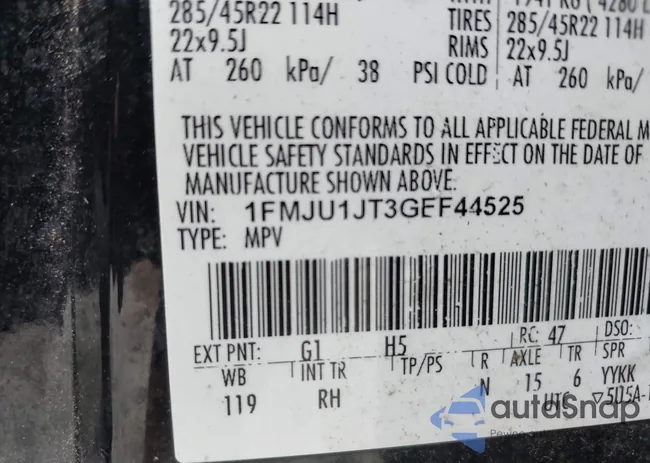 285/45R22 114H TIRES 285/45R22 114H
22x9.5J RIMS 22x9.5J
AT 260 kPa/ 38 PSI COLD AT 260 kPa/
THIS VEHICLE CONFORMS TO ALL APPLICABLE FEDERAL M
VEHICLE SAFETY STANDARDS IN EFFECT ON THE DATE OF
MANUFACTURE SHOWN ABOVE.
VIN: 1FMJU1JT3GEF44525
TYPE: MPV
EXT PNT: G1 H5 RC: 47 DSO:
WB INT TR TP/PS R AXLE TR SPR
119 RH N 15 6 YYKK
UTC ▽5U5A-
autosnap
Powe